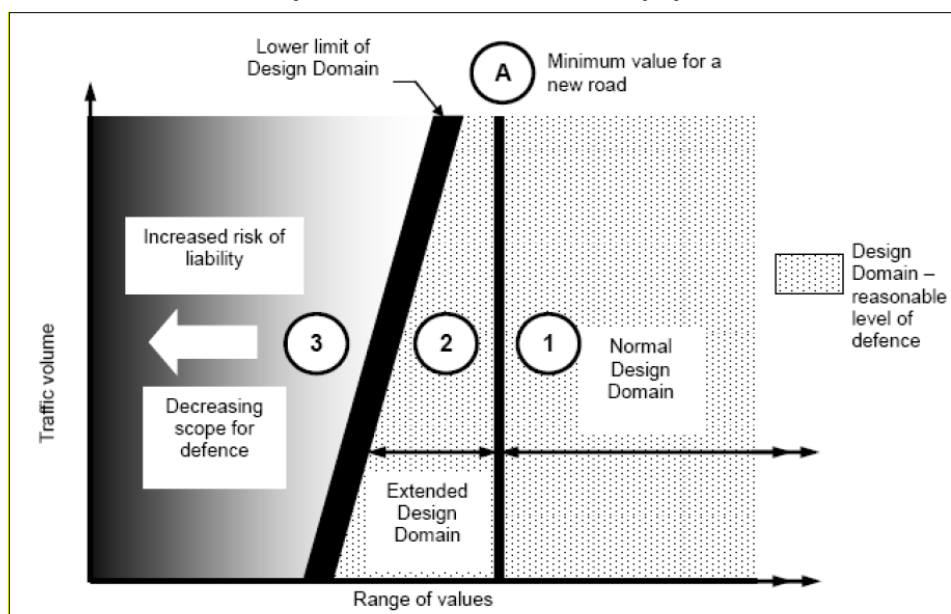 Lower limit of
Design Domain
A
Minimum value for a
new road
Increased risk of
liability
3
2
1
Normal
Design
Domain
Design
Domain –
reasonable
level of
defence
Decreasing
scope for
defence
Extended
Design
Domain
Traffic volume
Range of values